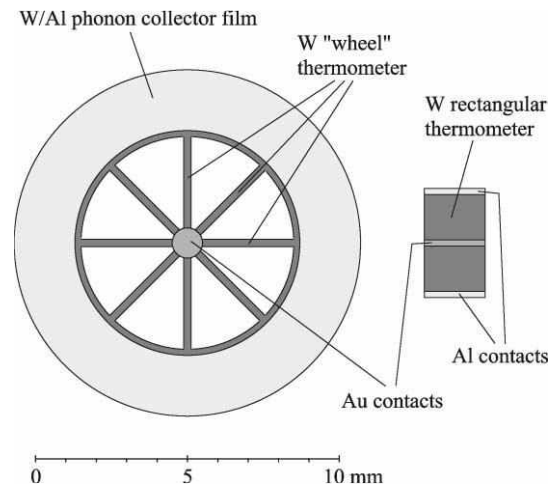 W/Al phonon collector film
W "wheel"
thermometer
W rectangular
thermometer
Al contacts
Au contacts
0 5 10 mm